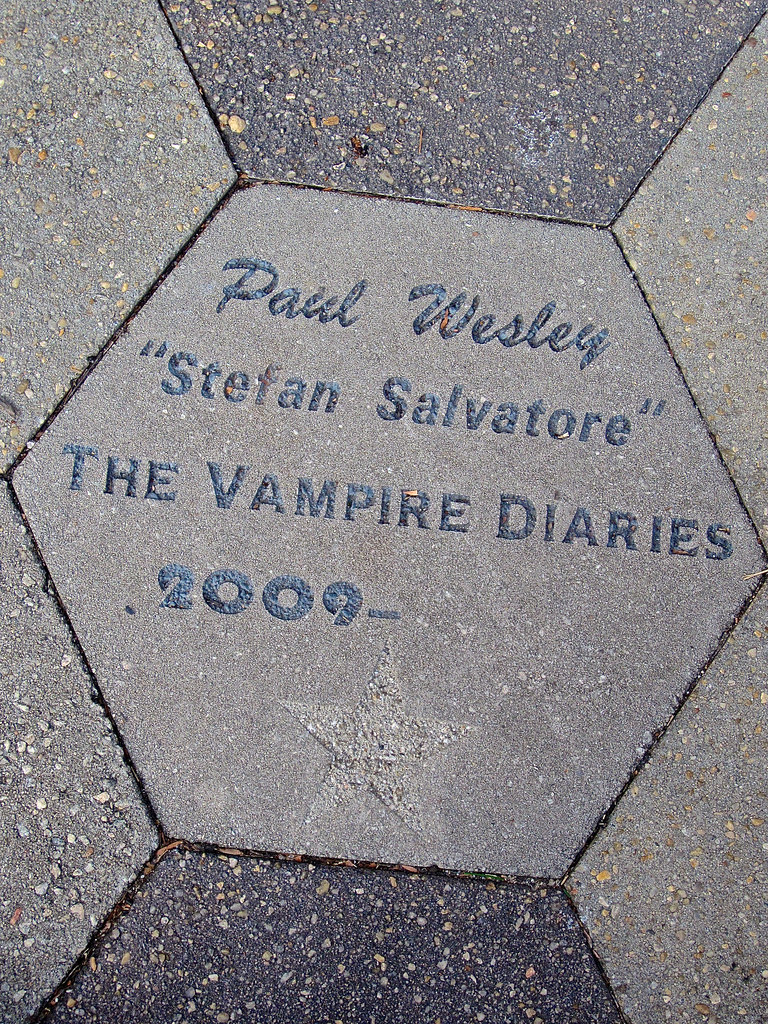 Paul Wesley
"Stefan Salvatore"
THE VAMPIRE DIARIES
2009–